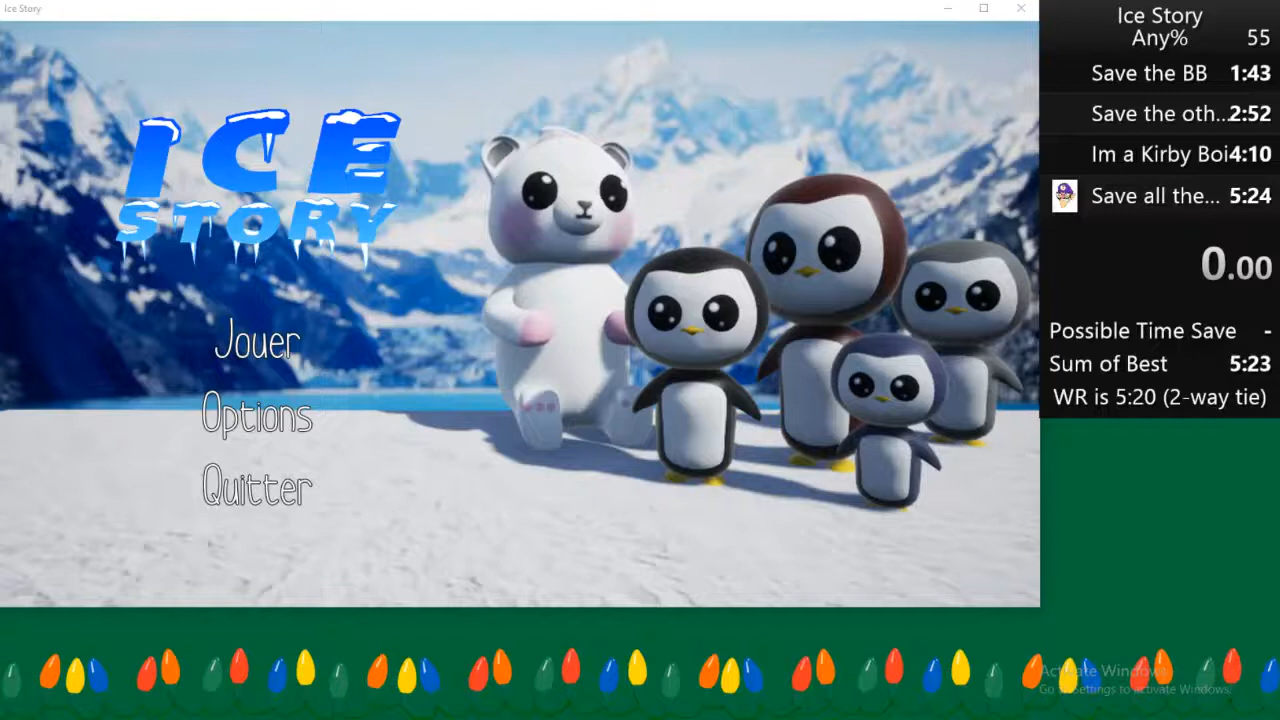 Ice Story
ICE
STORY
Jouer
Options
Quitter
Ice Story
Any% 55
Save the BB 1:43
Save the oth... 2:52
Im a Kirby Boi 4:10
Save all the... 5:24
0.00
Possible Time Save -
Sum of Best 5:23
WR is 5:20 (2-way tie)
Activate Windows
Go to Settings to activate Windows.